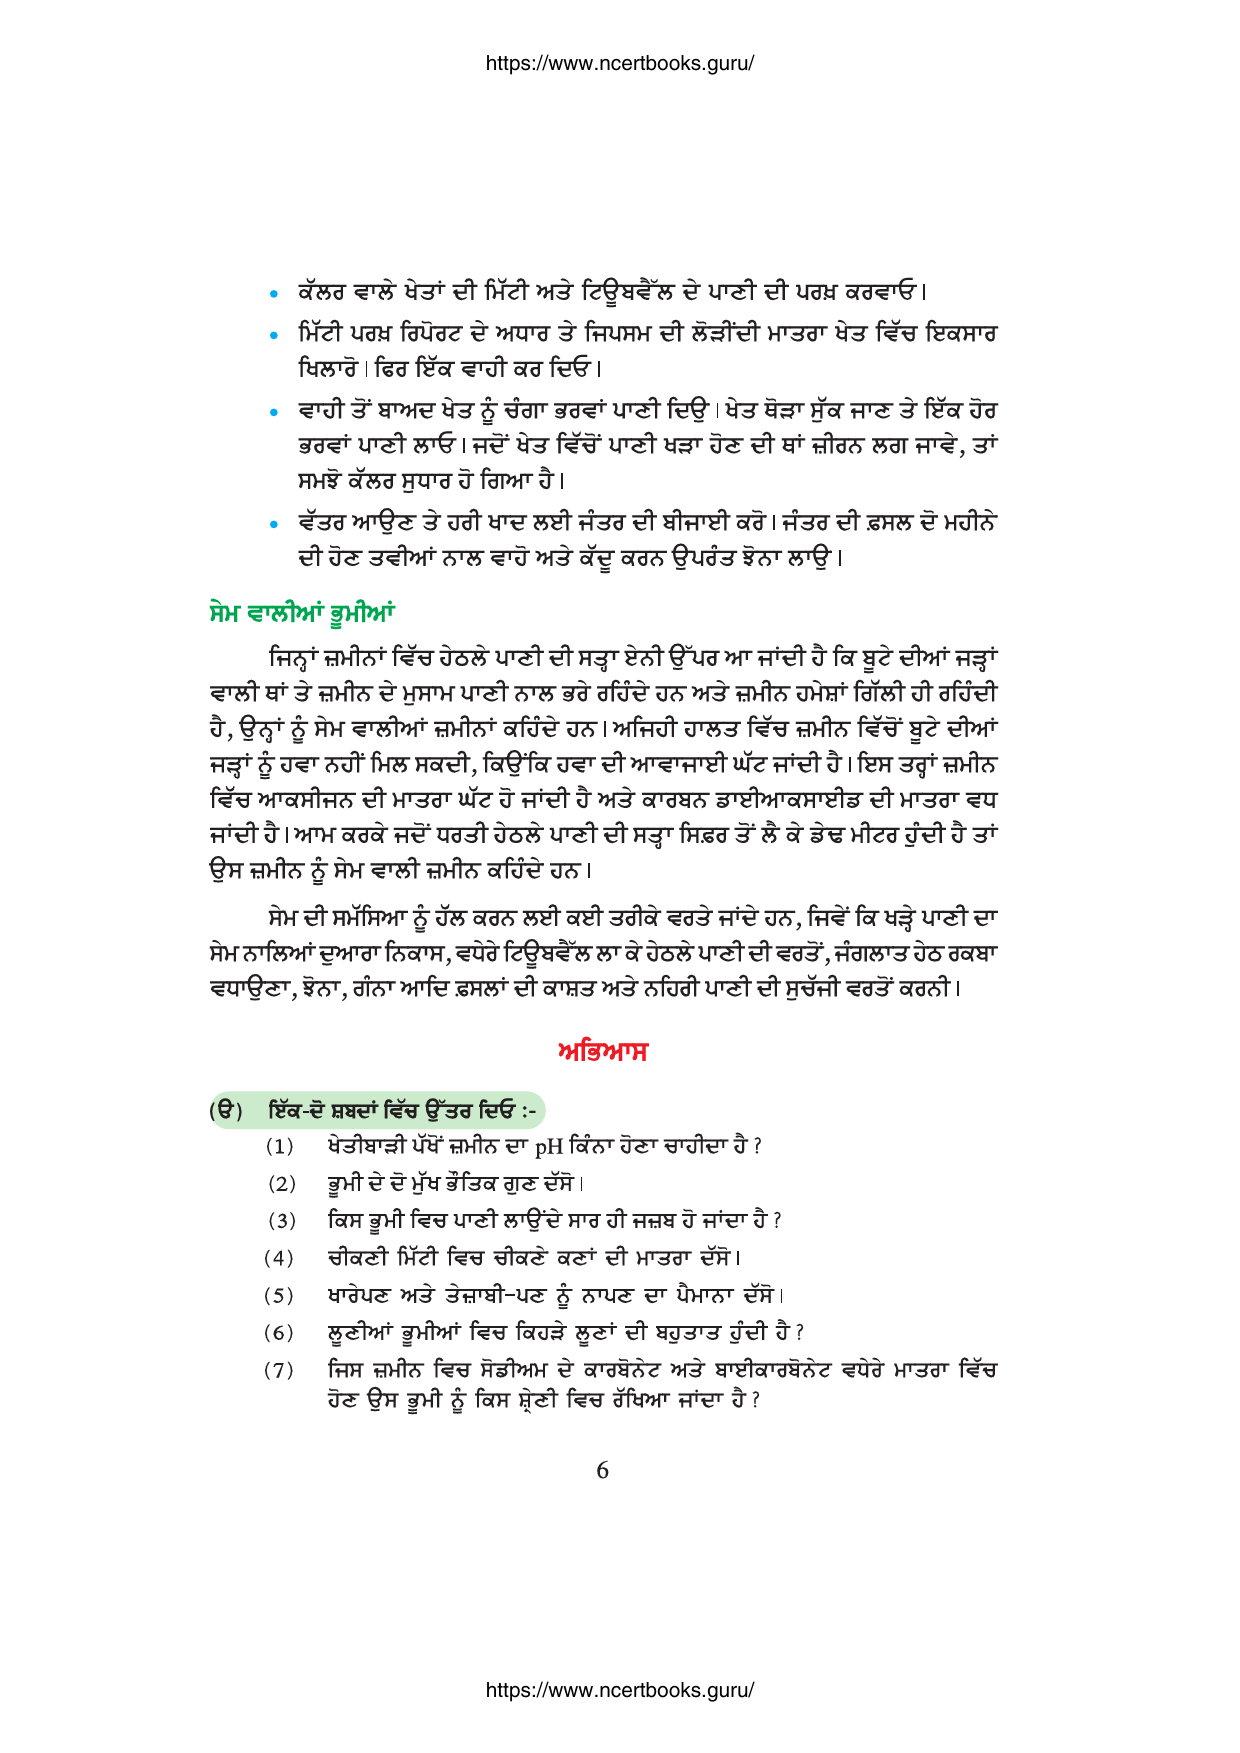 https://www.ncertbooks.guru/
• ਕੱਲਰ ਵਾਲੇ ਖੇਤਾਂ ਦੀ ਮਿੱਟੀ ਅਤੇ ਟਿਊਬਵੈੱਲ ਦੇ ਪਾਣੀ ਦੀ ਪਰਖ਼ ਕਰਵਾਓ।
• ਮਿੱਟੀ ਪਰਖ਼ ਰਿਪੋਰਟ ਦੇ ਅਧਾਰ ਤੇ ਜਿਪਸਮ ਦੀ ਲੋੜੀਂਦੀ ਮਾਤਰਾ ਖੇਤ ਵਿੱਚ ਇਕਸਾਰ
ਖਿਲਾਰੋ। ਫਿਰ ਇੱਕ ਵਾਹੀ ਕਰ ਦਿਓ।
• ਵਾਹੀ ਤੋਂ ਬਾਅਦ ਖੇਤ ਨੂੰ ਚੰਗਾ ਭਰਵਾਂ ਪਾਣੀ ਦਿਉ। ਖੇਤ ਥੋੜਾ ਸੁੱਕ ਜਾਣ ਤੇ ਇੱਕ ਹੋਰ
ਭਰਵਾਂ ਪਾਣੀ ਲਾਓ। ਜਦੋਂ ਖੇਤ ਵਿੱਚੋਂ ਪਾਣੀ ਖੜਾ ਹੋਣ ਦੀ ਥਾਂ ਜ਼ੀਰਨ ਲਗ ਜਾਵੇ, ਤਾਂ
ਸਮਝੋ ਕੱਲਰ ਸੁਧਾਰ ਹੋ ਗਿਆ ਹੈ।
• ਵੱਤਰ ਆਉਣ ਤੇ ਹਰੀ ਖਾਦ ਲਈ ਜੰਤਰ ਦੀ ਬੀਜਾਈ ਕਰੋ। ਜੰਤਰ ਦੀ ਫ਼ਸਲ ਦੋ ਮਹੀਨੇ
ਦੀ ਹੋਣ ਤਵੀਆਂ ਨਾਲ ਵਾਹੋ ਅਤੇ ਕੱਦੂ ਕਰਨ ਉਪਰੰਤ ਝੋਨਾ ਲਾਉ।
ਸੇਮ ਵਾਲੀਆਂ ਭੂਮੀਆਂ
ਜਿਨ੍ਹਾਂ ਜ਼ਮੀਨਾਂ ਵਿੱਚ ਹੇਠਲੇ ਪਾਣੀ ਦੀ ਸਤ੍ਹਾ ਏਨੀ ਉੱਪਰ ਆ ਜਾਂਦੀ ਹੈ ਕਿ ਬੂਟੇ ਦੀਆਂ ਜੜ੍ਹਾਂ
ਵਾਲੀ ਥਾਂ ਤੇ ਜ਼ਮੀਨ ਦੇ ਮੁਸਾਮ ਪਾਣੀ ਨਾਲ ਭਰੇ ਰਹਿੰਦੇ ਹਨ ਅਤੇ ਜ਼ਮੀਨ ਹਮੇਸ਼ਾਂ ਗਿੱਲੀ ਹੀ ਰਹਿੰਦੀ
ਹੈ, ਉਨ੍ਹਾਂ ਨੂੰ ਸੇਮ ਵਾਲੀਆਂ ਜ਼ਮੀਨਾਂ ਕਹਿੰਦੇ ਹਨ। ਅਜਿਹੀ ਹਾਲਤ ਵਿੱਚ ਜ਼ਮੀਨ ਵਿੱਚੋਂ ਬੂਟੇ ਦੀਆਂ
ਜੜ੍ਹਾਂ ਨੂੰ ਹਵਾ ਨਹੀਂ ਮਿਲ ਸਕਦੀ, ਕਿਉਂਕਿ ਹਵਾ ਦੀ ਆਵਾਜਾਈ ਘੱਟ ਜਾਂਦੀ ਹੈ। ਇਸ ਤਰ੍ਹਾਂ ਜ਼ਮੀਨ
ਵਿੱਚ ਆਕਸੀਜਨ ਦੀ ਮਾਤਰਾ ਘੱਟ ਹੋ ਜਾਂਦੀ ਹੈ ਅਤੇ ਕਾਰਬਨ ਡਾਈਆਕਸਾਈਡ ਦੀ ਮਾਤਰਾ ਵਧ
ਜਾਂਦੀ ਹੈ। ਆਮ ਕਰਕੇ ਜਦੋਂ ਧਰਤੀ ਹੇਠਲੇ ਪਾਣੀ ਦੀ ਸਤ੍ਹਾ ਸਿਫ਼ਰ ਤੋਂ ਲੈ ਕੇ ਡੇਢ ਮੀਟਰ ਹੁੰਦੀ ਹੈ ਤਾਂ
ਉਸ ਜ਼ਮੀਨ ਨੂੰ ਸੇਮ ਵਾਲੀ ਜ਼ਮੀਨ ਕਹਿੰਦੇ ਹਨ।
ਸੇਮ ਦੀ ਸਮੱਸਿਆ ਨੂੰ ਹੱਲ ਕਰਨ ਲਈ ਕਈ ਤਰੀਕੇ ਵਰਤੇ ਜਾਂਦੇ ਹਨ, ਜਿਵੇਂ ਕਿ ਖੜ੍ਹੇ ਪਾਣੀ ਦਾ
ਸੇਮ ਨਾਲਿਆਂ ਦੁਆਰਾ ਨਿਕਾਸ, ਵਧੇਰੇ ਟਿਊਬਵੈੱਲ ਲਾ ਕੇ ਹੇਠਲੇ ਪਾਣੀ ਦੀ ਵਰਤੋਂ, ਜੰਗਲਾਤ ਹੇਠ ਰਕਬਾ
ਵਧਾਉਣਾ, ਝੋਨਾ, ਗੰਨਾ ਆਦਿ ਫ਼ਸਲਾਂ ਦੀ ਕਾਸ਼ਤ ਅਤੇ ਨਹਿਰੀ ਪਾਣੀ ਦੀ ਸੁਚੱਜੀ ਵਰਤੋਂ ਕਰਨੀ।
ਅਭਿਆਸ
(ੳ) ਇੱਕ-ਦੋ ਸ਼ਬਦਾਂ ਵਿੱਚ ਉੱਤਰ ਦਿਓ :-
(1) ਖੇਤੀਬਾੜੀ ਪੱਖੋਂ ਜ਼ਮੀਨ ਦਾ pH ਕਿੰਨਾ ਹੋਣਾ ਚਾਹੀਦਾ ਹੈ ?
(2) ਭੂਮੀ ਦੇ ਦੋ ਮੁੱਖ ਭੌਤਿਕ ਗੁਣ ਦੱਸੋ।
(3) ਕਿਸ ਭੂਮੀ ਵਿਚ ਪਾਣੀ ਲਾਉਂਦੇ ਸਾਰ ਹੀ ਜਜ਼ਬ ਹੋ ਜਾਂਦਾ ਹੈ ?
(4) ਚੀਕਣੀ ਮਿੱਟੀ ਵਿਚ ਚੀਕਣੇ ਕਣਾਂ ਦੀ ਮਾਤਰਾ ਦੱਸੋ।
(5) ਖਾਰੇਪਣ ਅਤੇ ਤੇਜ਼ਾਬੀ-ਪਣ ਨੂੰ ਨਾਪਣ ਦਾ ਪੈਮਾਨਾ ਦੱਸੋ।
(6) ਲੂਣੀਆਂ ਭੂਮੀਆਂ ਵਿਚ ਕਿਹੜੇ ਲੂਣਾਂ ਦੀ ਬਹੁਤਾਤ ਹੁੰਦੀ ਹੈ ?
(7) ਜਿਸ ਜ਼ਮੀਨ ਵਿਚ ਸੋਡੀਅਮ ਦੇ ਕਾਰਬੋਨੇਟ ਅਤੇ ਬਾਈਕਾਰਬੋਨੇਟ ਵਧੇਰੇ ਮਾਤਰਾ ਵਿੱਚ
ਹੋਣ ਉਸ ਭੂਮੀ ਨੂੰ ਕਿਸ ਸ਼੍ਰੇਣੀ ਵਿਚ ਰੱਖਿਆ ਜਾਂਦਾ ਹੈ ?
6
https://www.ncertbooks.guru/